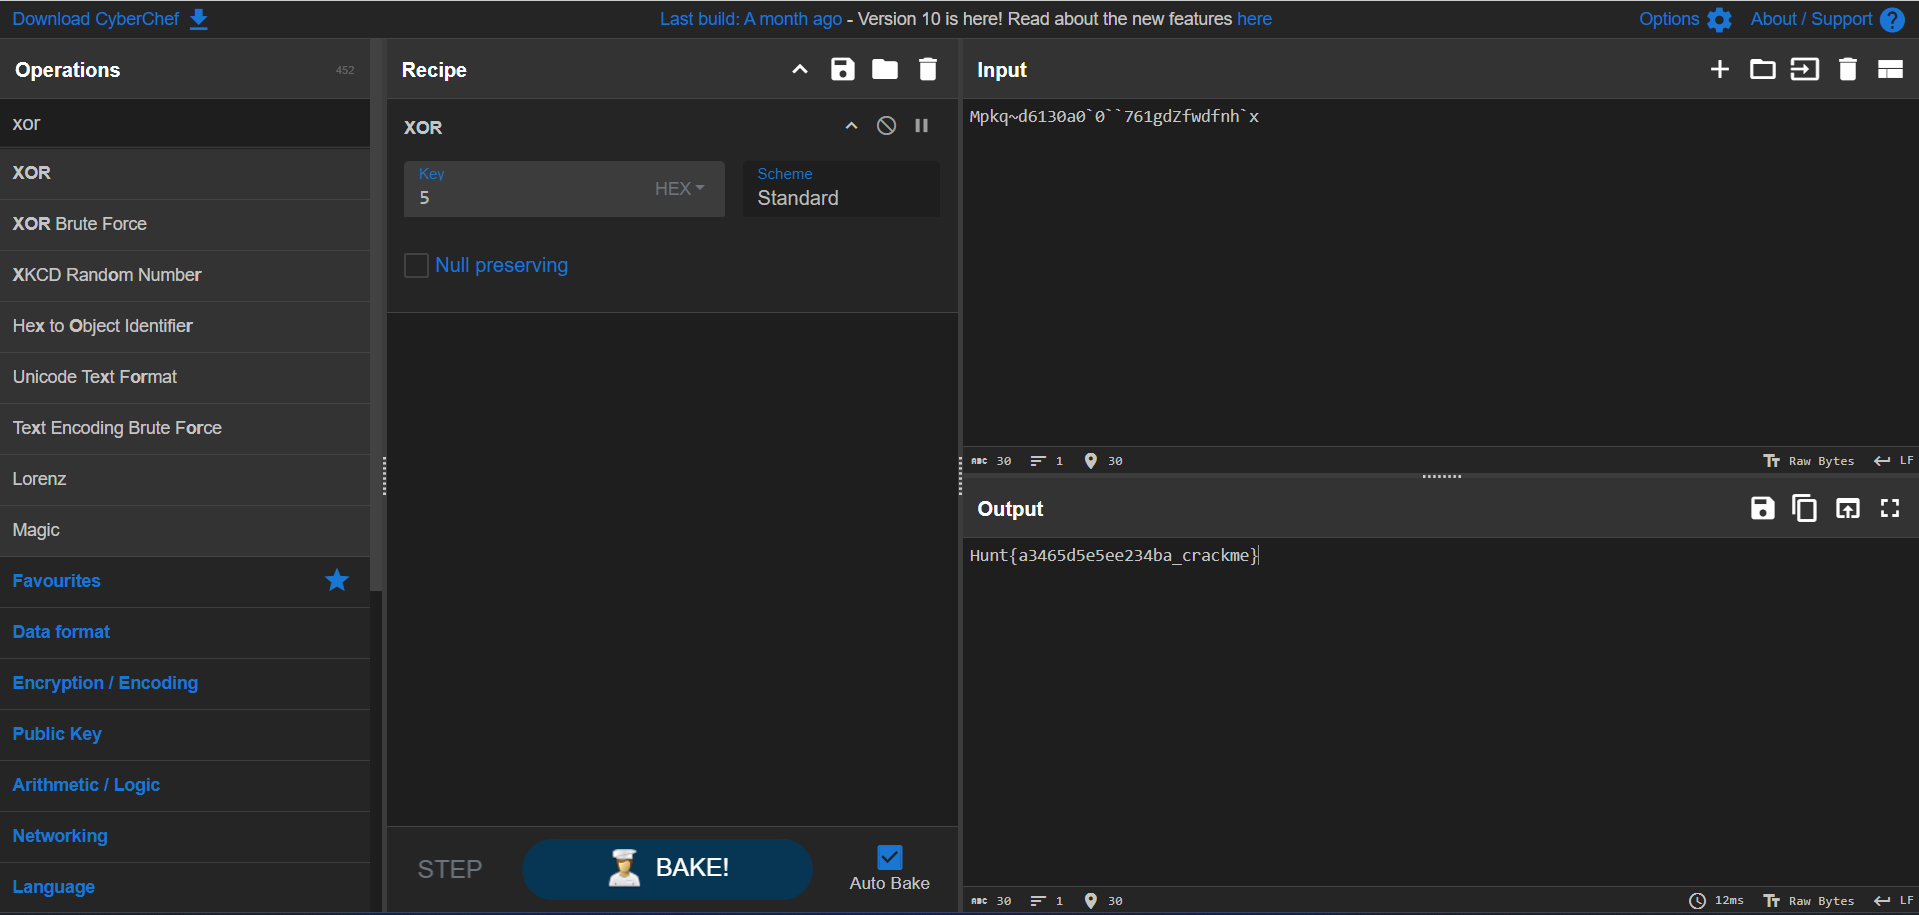 Download CyberChef
Last build: A month ago - Version 10 is here! Read about the new features here
Options
About / Support
Operations
452
xor
XOR
XOR Brute Force
XKCD Random Number
Hex to Object Identifier
Unicode Text Format
Text Encoding Brute Force
Lorenz
Magic
Favourites
Data format
Encryption / Encoding
Public Key
Arithmetic / Logic
Networking
Language
Recipe
XOR
Key
5
HEX
Scheme
Standard
Null preserving
STEP
BAKE!
Auto Bake
Input
Mpkq~d6130a0`0``761gdZfwdfnh`x
ABC 30 1 30
Tт Raw Bytes LF
Output
Hunt{a3465d5e5ee234ba_crackme}
ABC 30 1 30
12ms Tт Raw Bytes LF